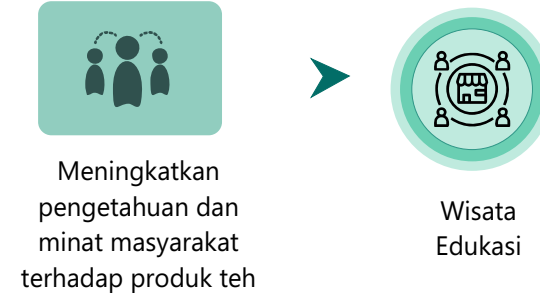 Meningkatkan
pengetahuan dan
minat masyarakat
terhadap produk teh
Wisata
Edukasi